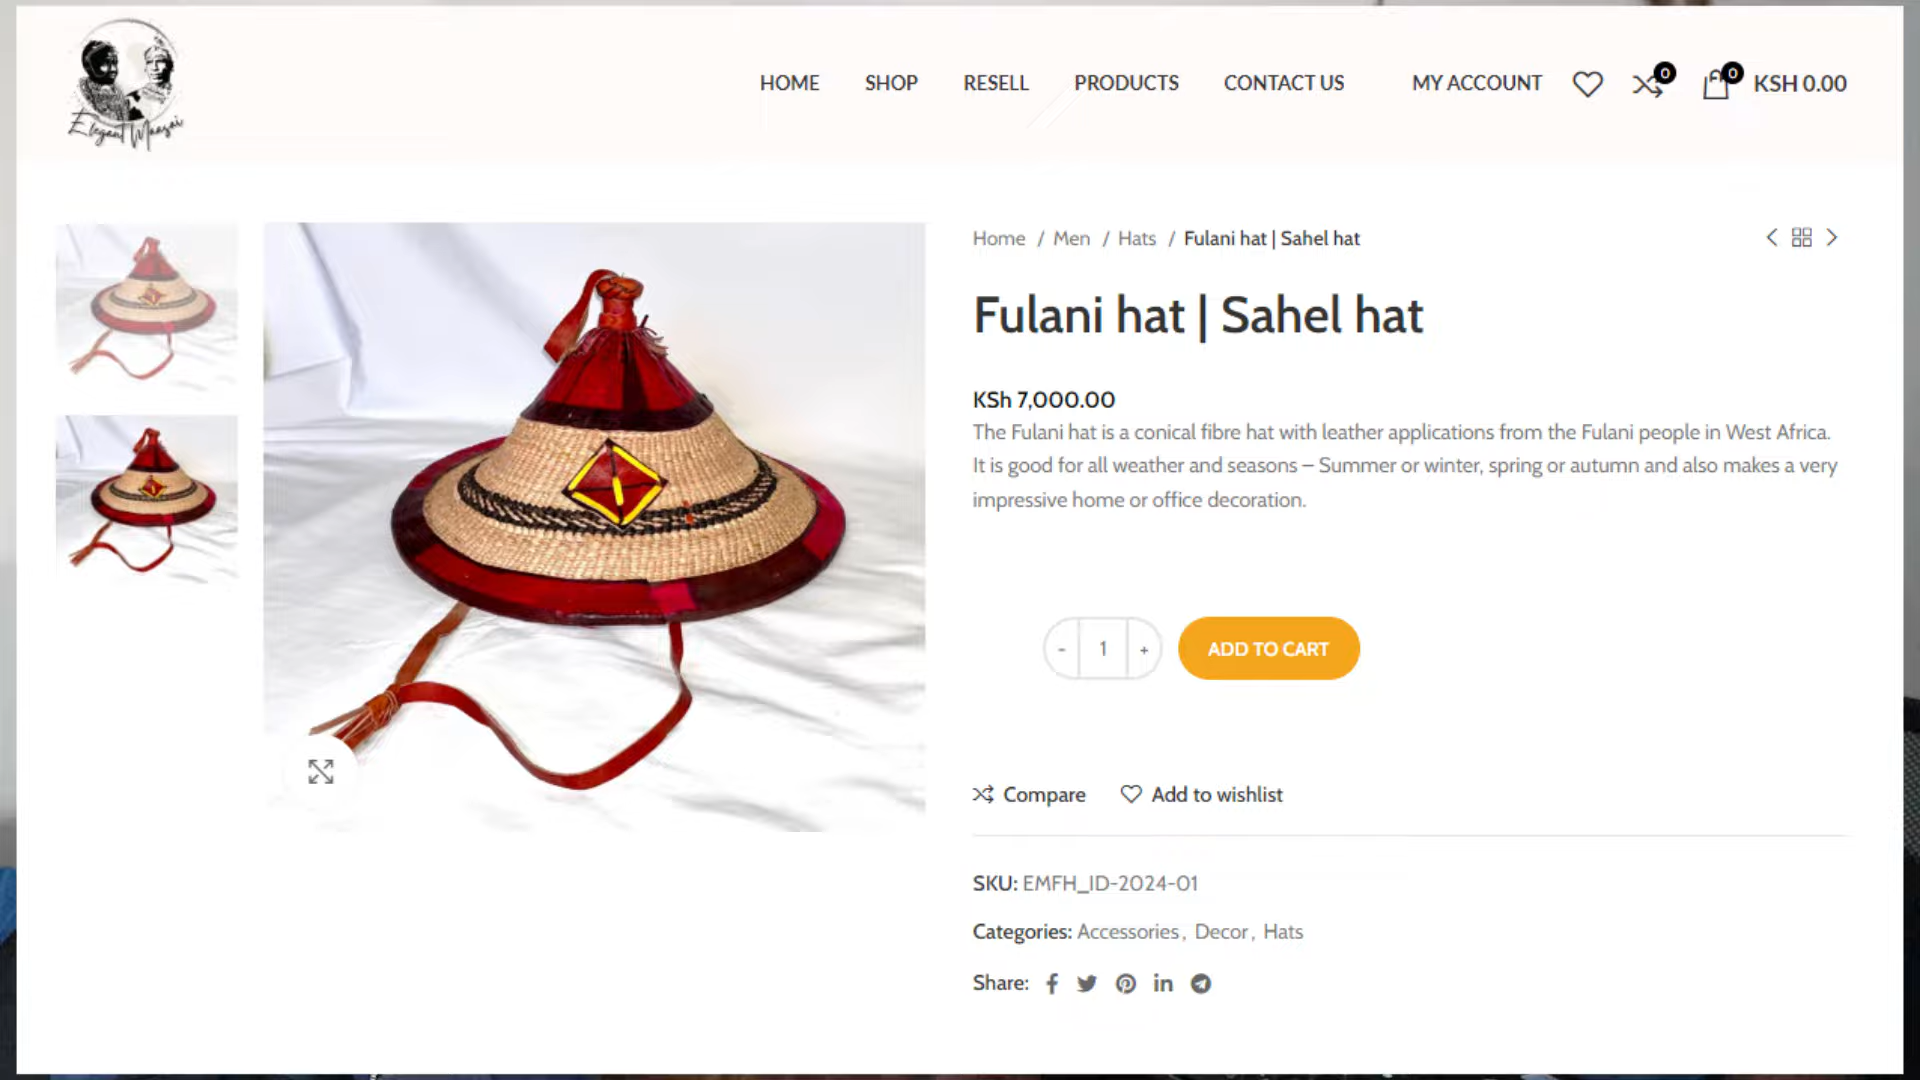 Elegant Maasai
HOME SHOP RESELL PRODUCTS CONTACT US MY ACCOUNT 0 0 KSH 0.00
Home / Men / Hats / Fulani hat | Sahel hat
Fulani hat | Sahel hat
KSh 7,000.00
The Fulani hat is a conical fibre hat with leather applications from the Fulani people in West Africa.
It is good for all weather and seasons – Summer or winter, spring or autumn and also makes a very
impressive home or office decoration.
- 1 + ADD TO CART
Compare Add to wishlist
SKU: EMFH_ID-2024-01
Categories: Accessories, Decor, Hats
Share: